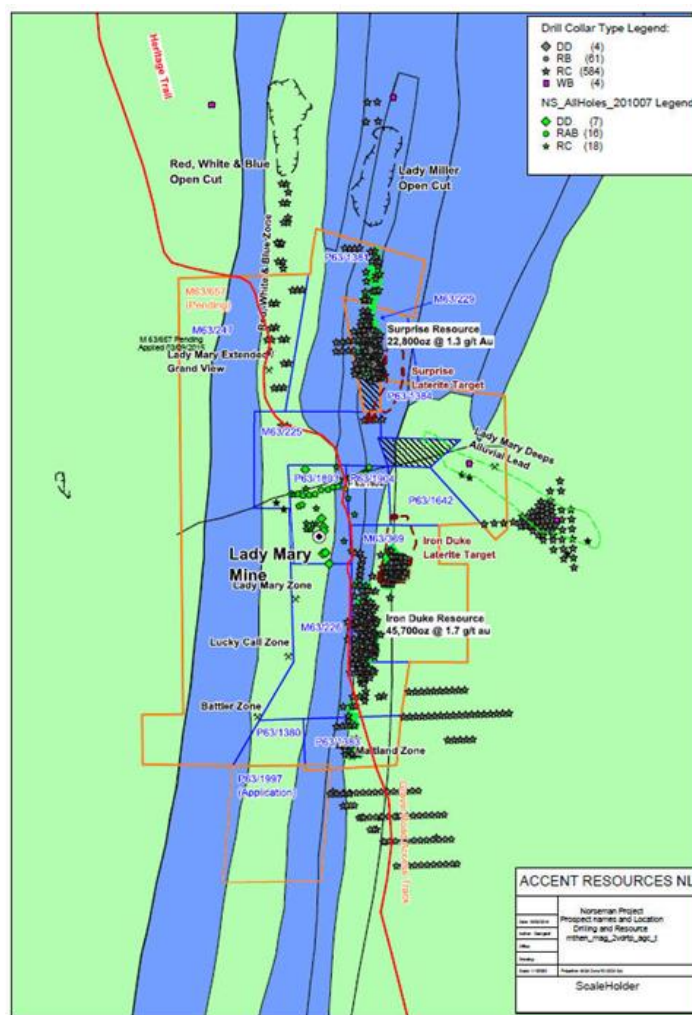 Drill Collar Type Legend:
DD (4)
RB (61)
RC (584)
WB (4)
NS_AllHoles_201007 Legend
DD (7)
RAB (16)
RC (18)
Heritage Trail
Red, White & Blue
Open Cut
Lady Miller
Open Cut
Red, White & Blue Zone
P63/1381
M63/657
(Pending)
M63/229
M63/247
M 63/657 Pending
Surprise Resource
22,800oz @ 1.3 g/t Au
Lady Mary Extended
Grand View
Surprise
Laterite Target
P63/1384
M63/225
Lady Mary Deeps
Alluvial Lead
P63/1904
P63/1642
M63/369
Iron Duke
Laterite Target
Lady Mary
Mine
Lady Mary Zone
M63/226
Iron Duke Resource
45,700oz @ 1.7 g/t au
Lucky Call Zone
Battler Zone
P63/1380
P63/1383
Maitland Zone
P63/1997
(Application)
ACCENT RESOURCES NL
Norseman Project
Prospect names and Location
Drilling and Resource
ScaleHolder